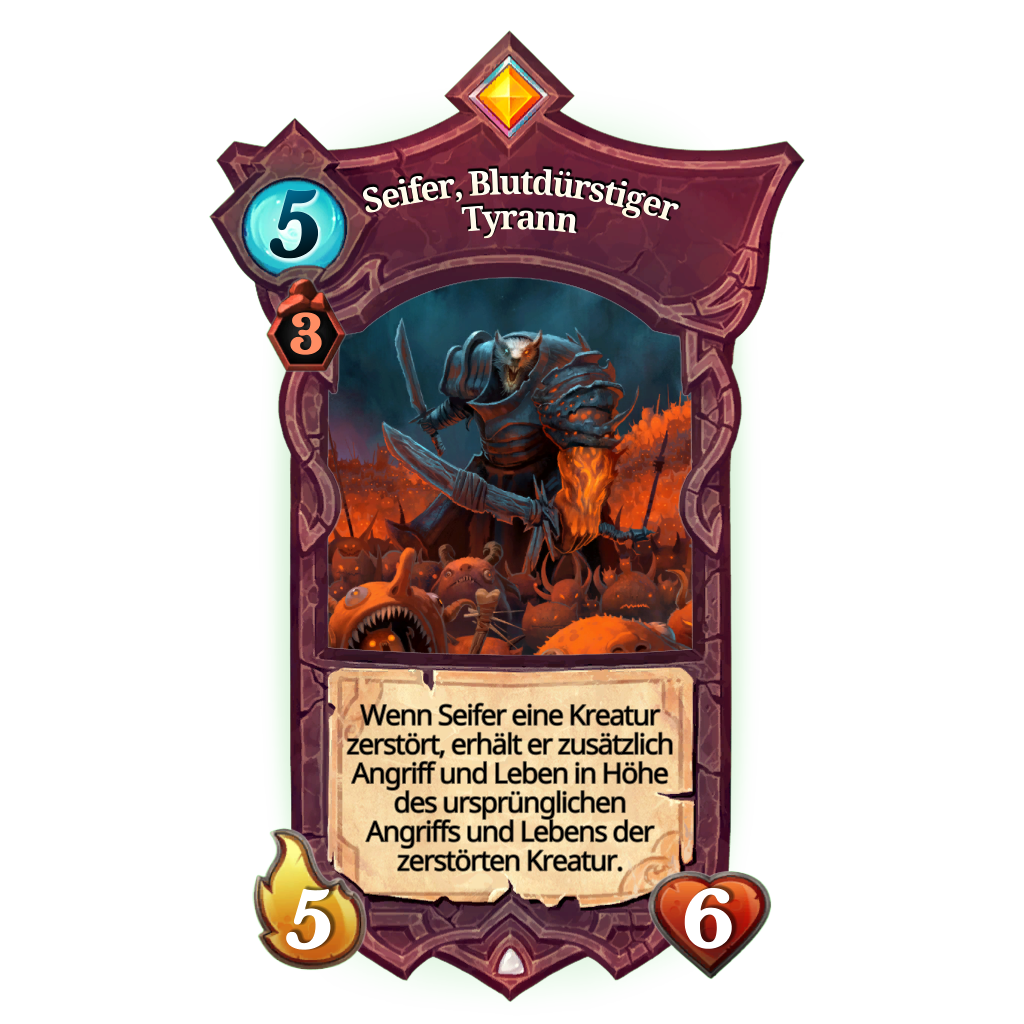 5
Seifer, Blutdürstiger
Tyrann
3
Wenn Seifer eine Kreatur
zerstört, erhält er zusätzlich
Angriff und Leben in Höhe
des ursprünglichen
Angriffs und Lebens der
zerstörten Kreatur.
5
6